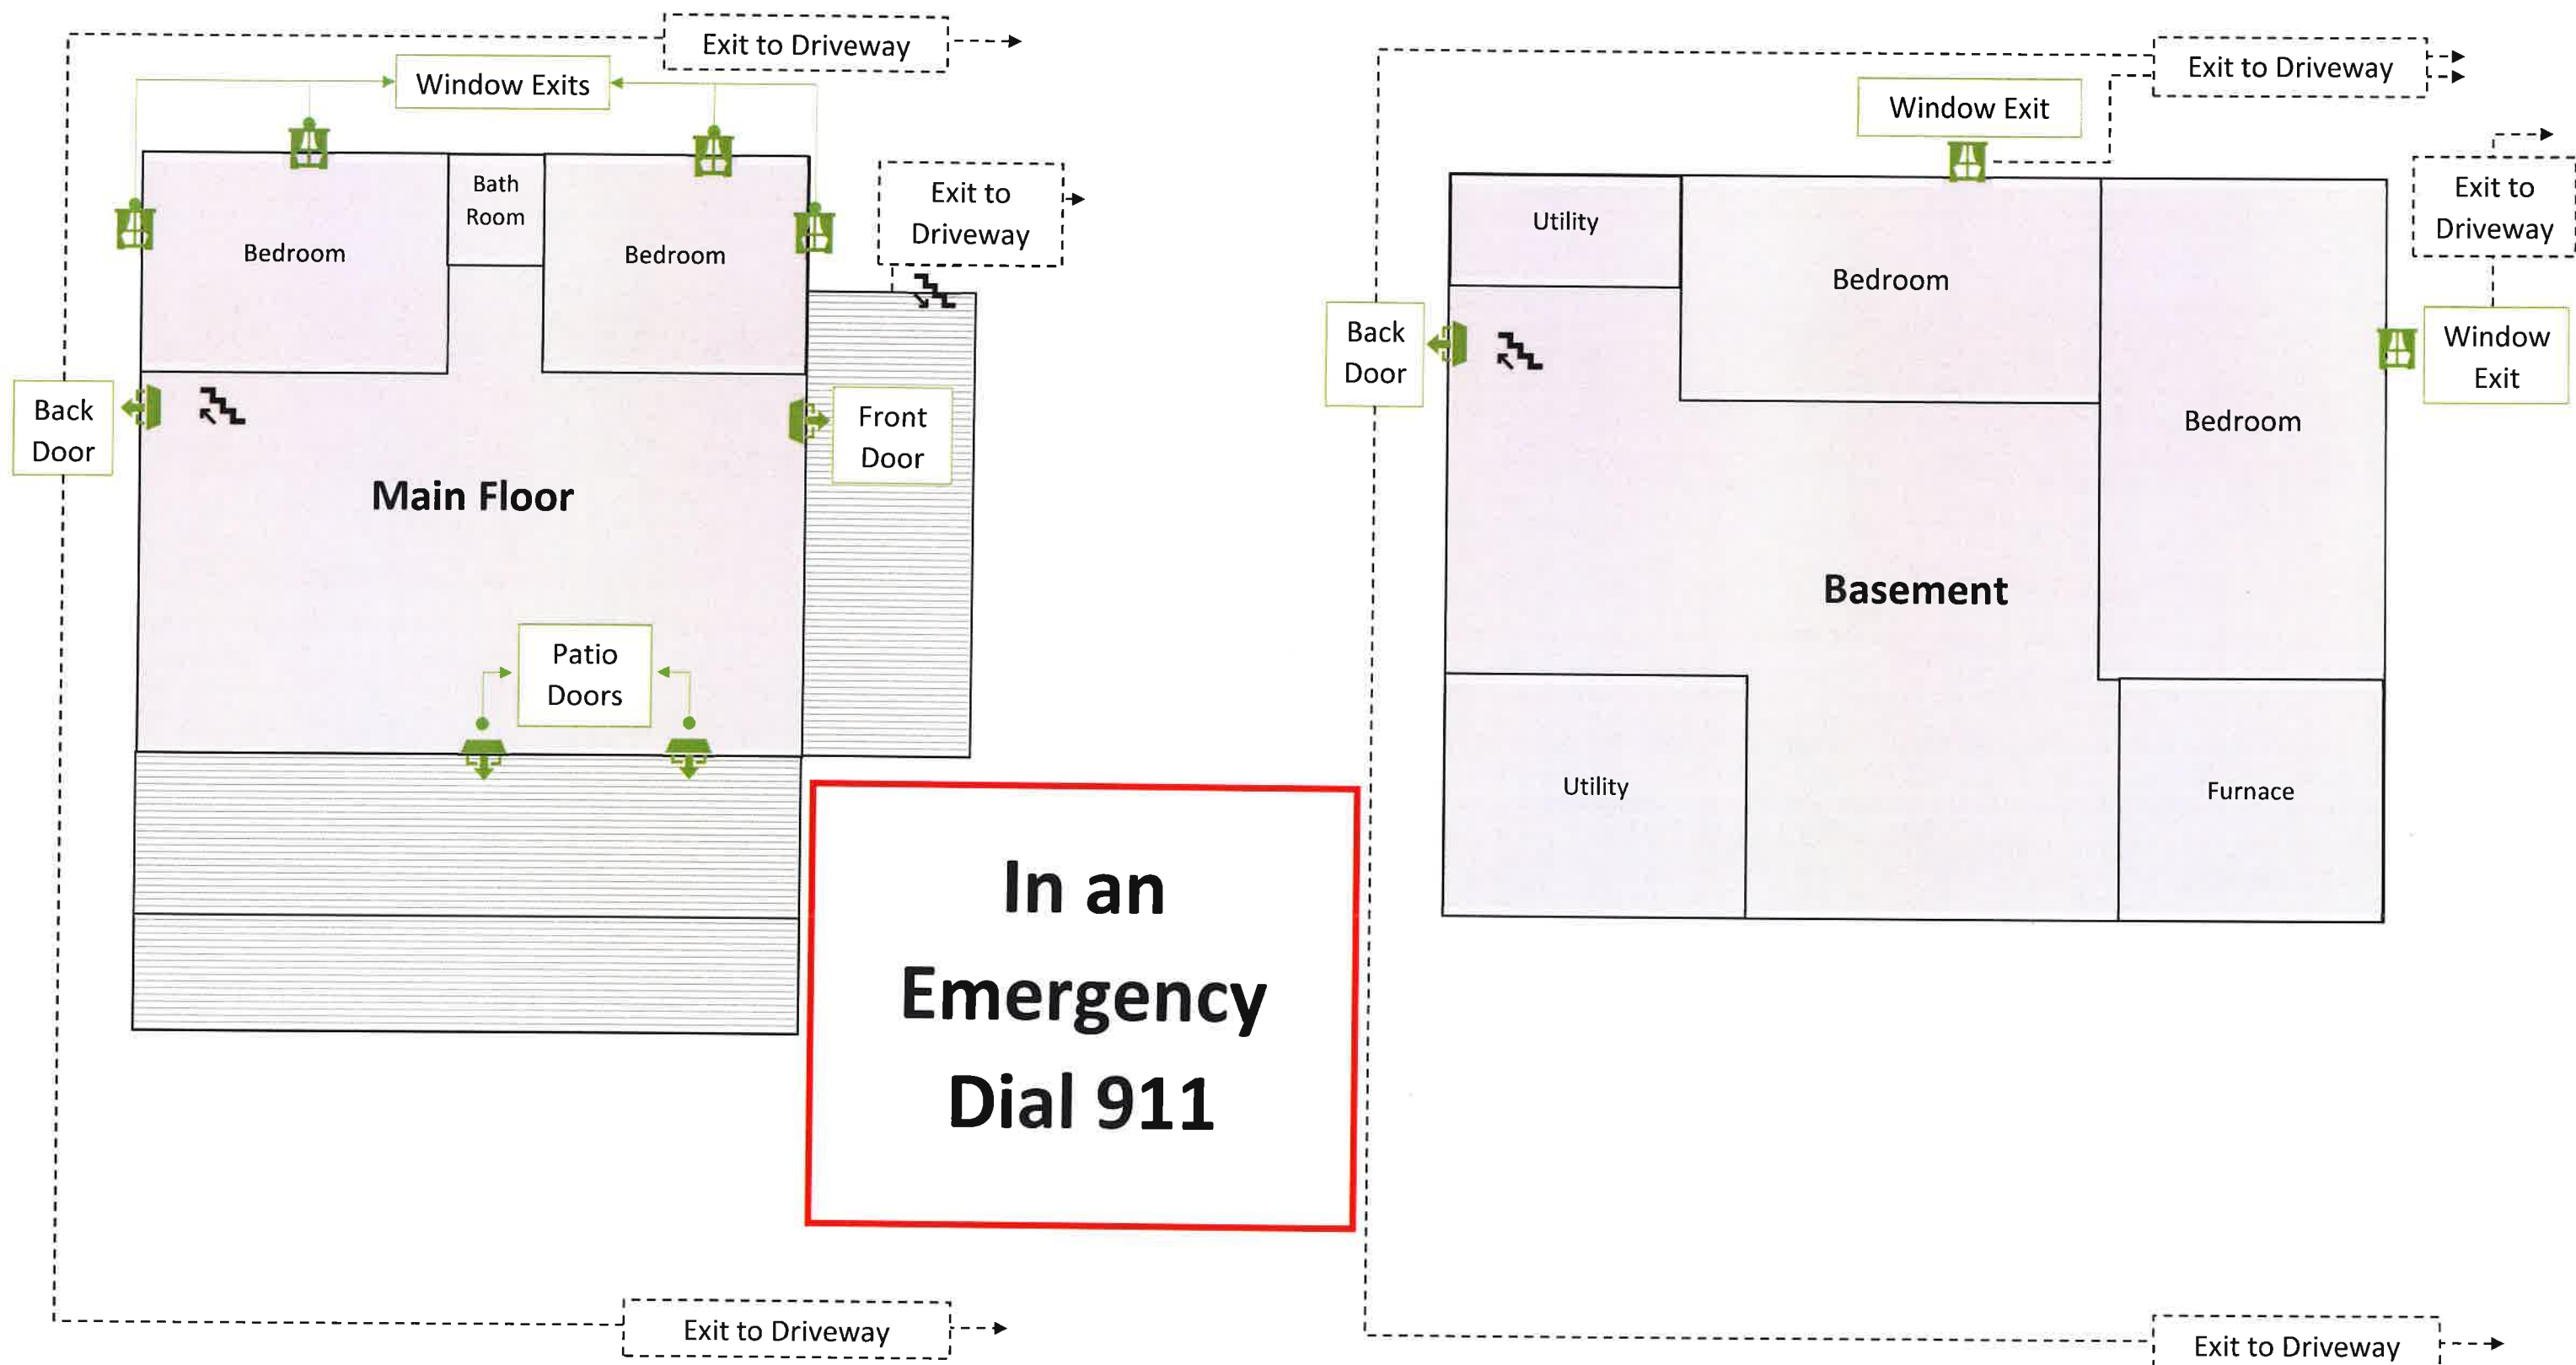 Exit to Driveway
Window Exits
Bath
Room
Bedroom
Bedroom
Exit to
Driveway
Back
Door
Front
Door
Main Floor
Patio
Doors
In an
Emergency
Dial 911
Exit to Driveway
Exit to Driveway
Window Exit
Exit to
Driveway
Utility
Bedroom
Back
Door
Window
Exit
Bedroom
Basement
Utility
Furnace
Exit to Driveway